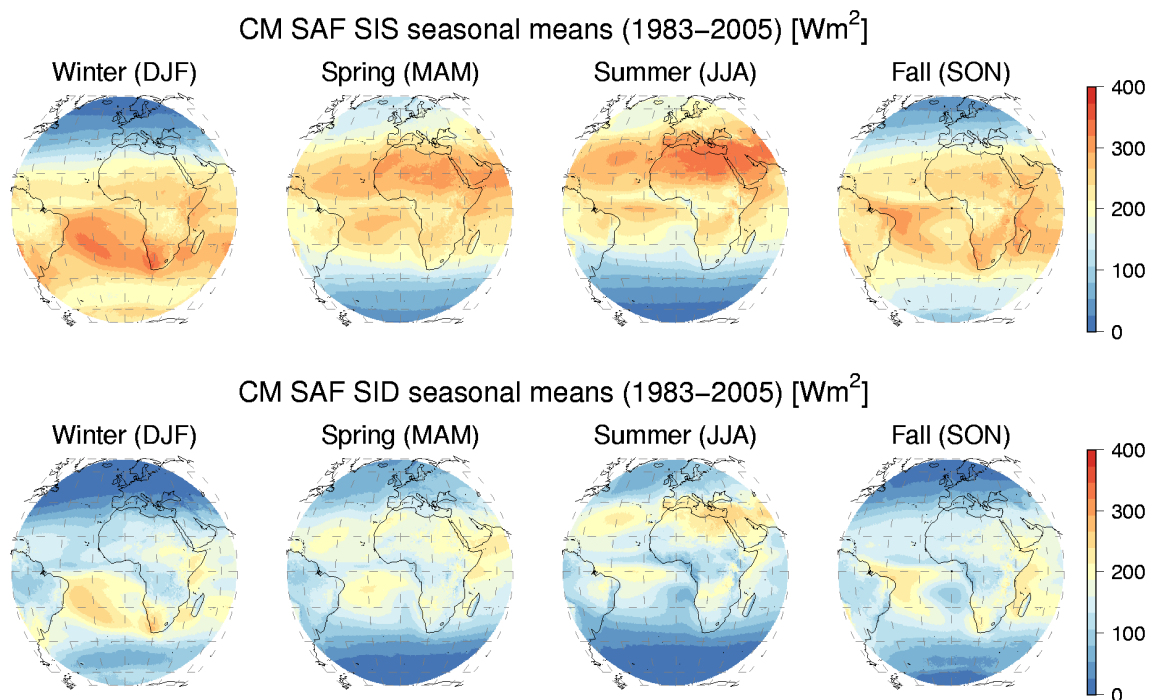 CM SAF SIS seasonal means (1983−2005) [Wm²]
Winter (DJF) Spring (MAM) Summer (JJA) Fall (SON)
400
300
200
100
0
CM SAF SID seasonal means (1983−2005) [Wm²]
Winter (DJF) Spring (MAM) Summer (JJA) Fall (SON)
400
300
200
100
0